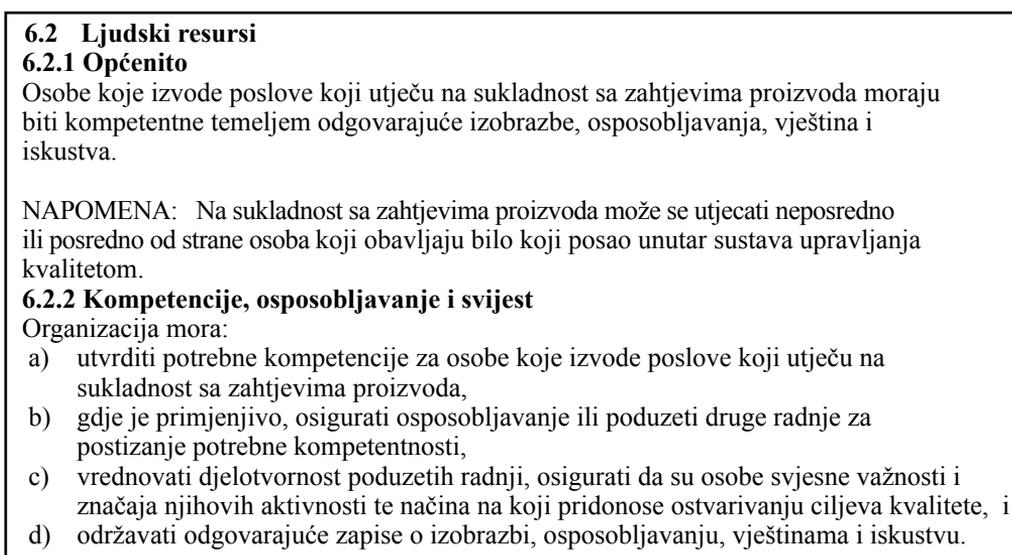 6.2 Ljudski resursi
6.2.1 Općenito
Osobe koje izvode poslove koji utječu na sukladnost sa zahtjevima proizvoda moraju
biti kompetentne temeljem odgovarajuće izobrazbe, osposobljavanja, vještina i
iskustva.
NAPOMENA: Na sukladnost sa zahtjevima proizvoda može se utjecati neposredno
ili posredno od strane osoba koji obavljaju bilo koji posao unutar sustava upravljanja
kvalitetom.
6.2.2 Kompetencije, osposobljavanje i svijest
Organizacija mora:
a) utvrditi potrebne kompetencije za osobe koje izvode poslove koji utječu na
sukladnost sa zahtjevima proizvoda,
b) gdje je primjenjivo, osigurati osposobljavanje ili poduzeti druge radnje za
postizanje potrebne kompetentnosti,
c) vrednovati djelotvornost poduzetih radnji, osigurati da su osobe svjesne važnosti i
značaja njihovih aktivnosti te načina na koji pridonose ostvarivanju ciljeva kvalitete, i
d) održavati odgovarajuće zapise o izobrazbi, osposobljavanju, vještinama i iskustvu.